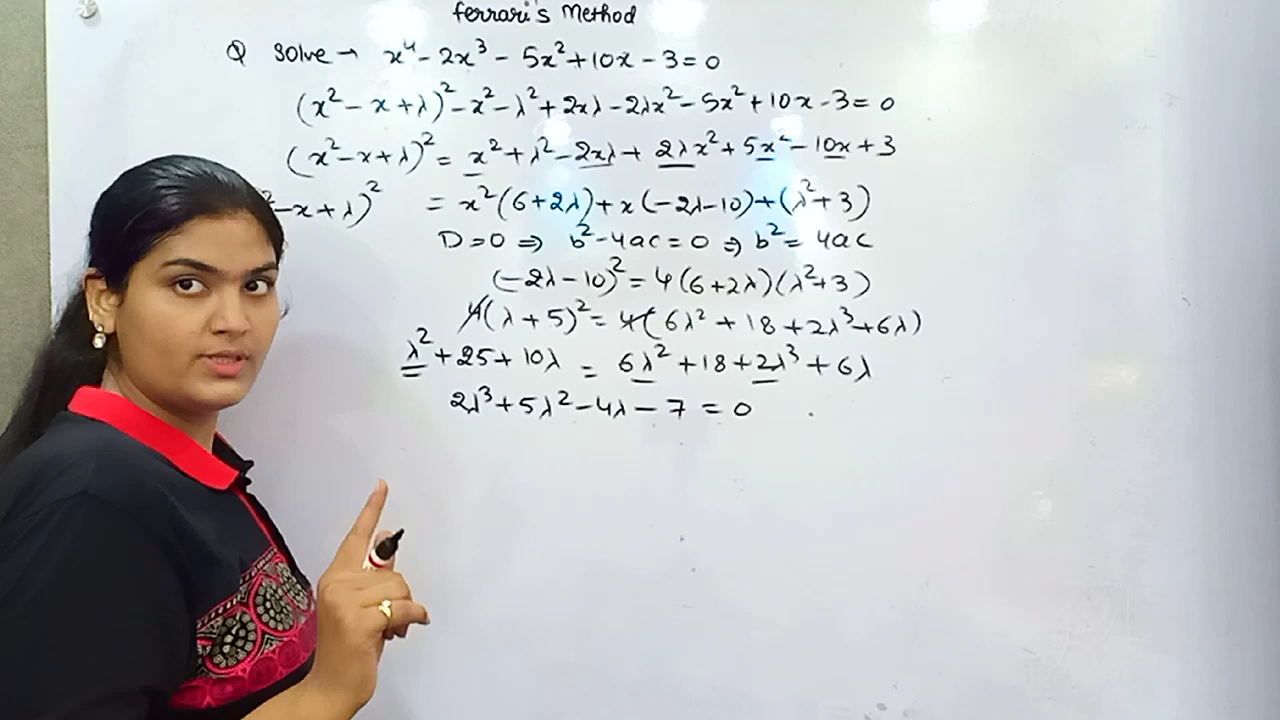 ferrari's Method
Q Solve → x⁴ - 2x³ - 5x² + 10x - 3 = 0
(x² - x + λ)² - x² - λ² + 2xλ - 2λx² - 5x² + 10x - 3 = 0
(x² - x + λ)² = x² + λ² - 2xλ + 2λx² + 5x² - 10x + 3
²- x + λ)² = x²(6+2λ) + x(-2λ-10) + (λ²+3)
D = 0 ⇒ b² - 4ac = 0 ⇒ b² = 4ac
(-2λ - 10)² = 4(6+2λ)(λ²+3)
4(λ+5)² = 4(6λ² + 18 + 2λ³ + 6λ)
λ² + 25 + 10λ = 6λ² + 18 + 2λ³ + 6λ
2λ³ + 5λ² - 4λ - 7 = 0